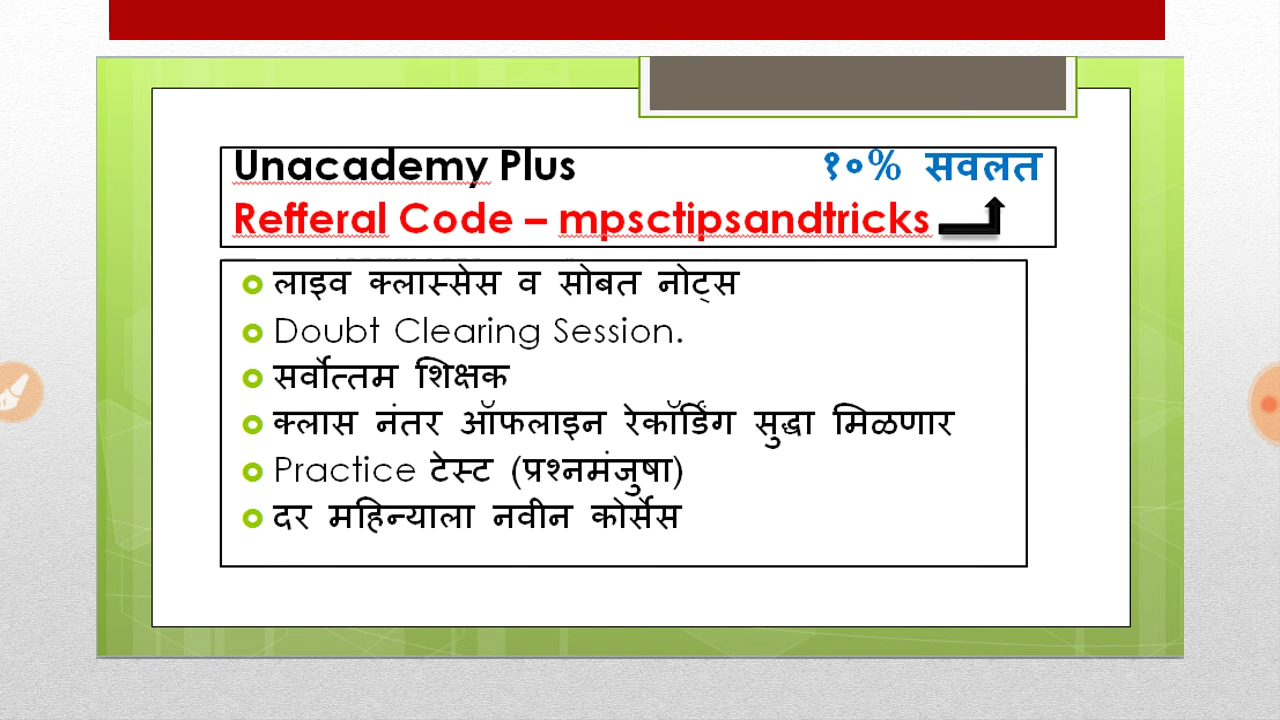 Unacademy Plus १०% सवलत
Refferal Code – mpsctipsandtricks
लाइव क्लास्सेस व सोबत नोट्स
Doubt Clearing Session.
सर्वोत्तम शिक्षक
क्लास नंतर ऑफलाइन रेकॉर्डिंग सुद्धा मिळणार
Practice टेस्ट (प्रश्नमंजुषा)
दर महिन्याला नवीन कोर्सेस